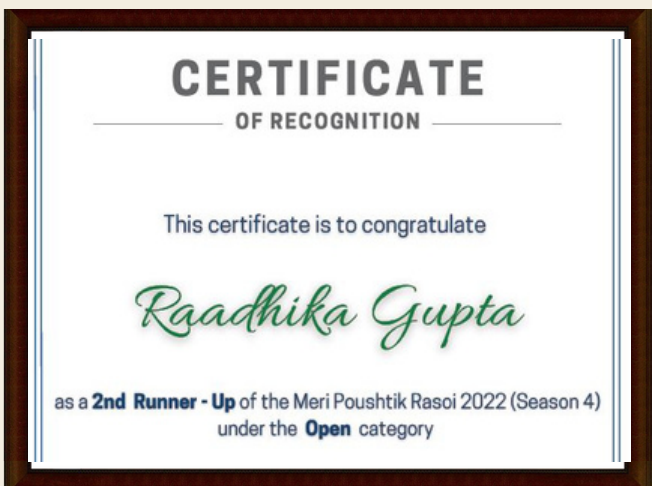 CERTIFICATE
OF RECOGNITION
This certificate is to congratulate
Raadhika Gupta
as a 2nd Runner - Up of the Meri Poushtik Rasoi 2022 (Season 4)
under the Open category